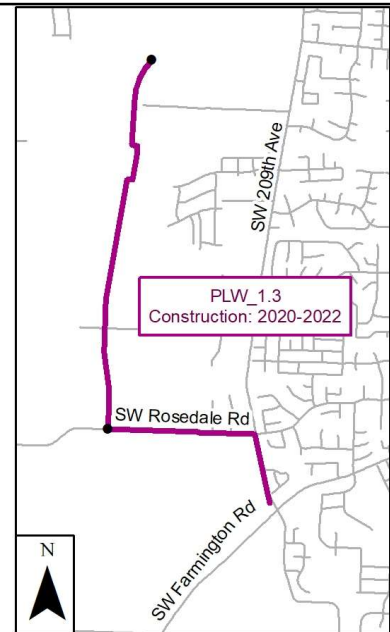 SW 209th Ave
PLW_1.3
Construction: 2020-2022
SW Rosedale Rd
SW Farmington Rd
N